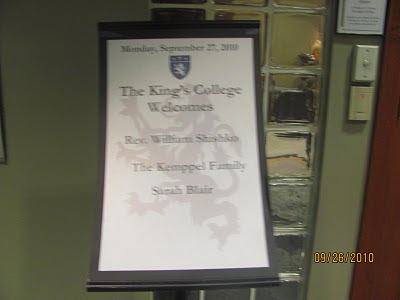 Monday, September 27, 2010
The King's College
Welcomes
Rev. William Shishko
The Kemppel Family
Sarah Blair
09/26/2010